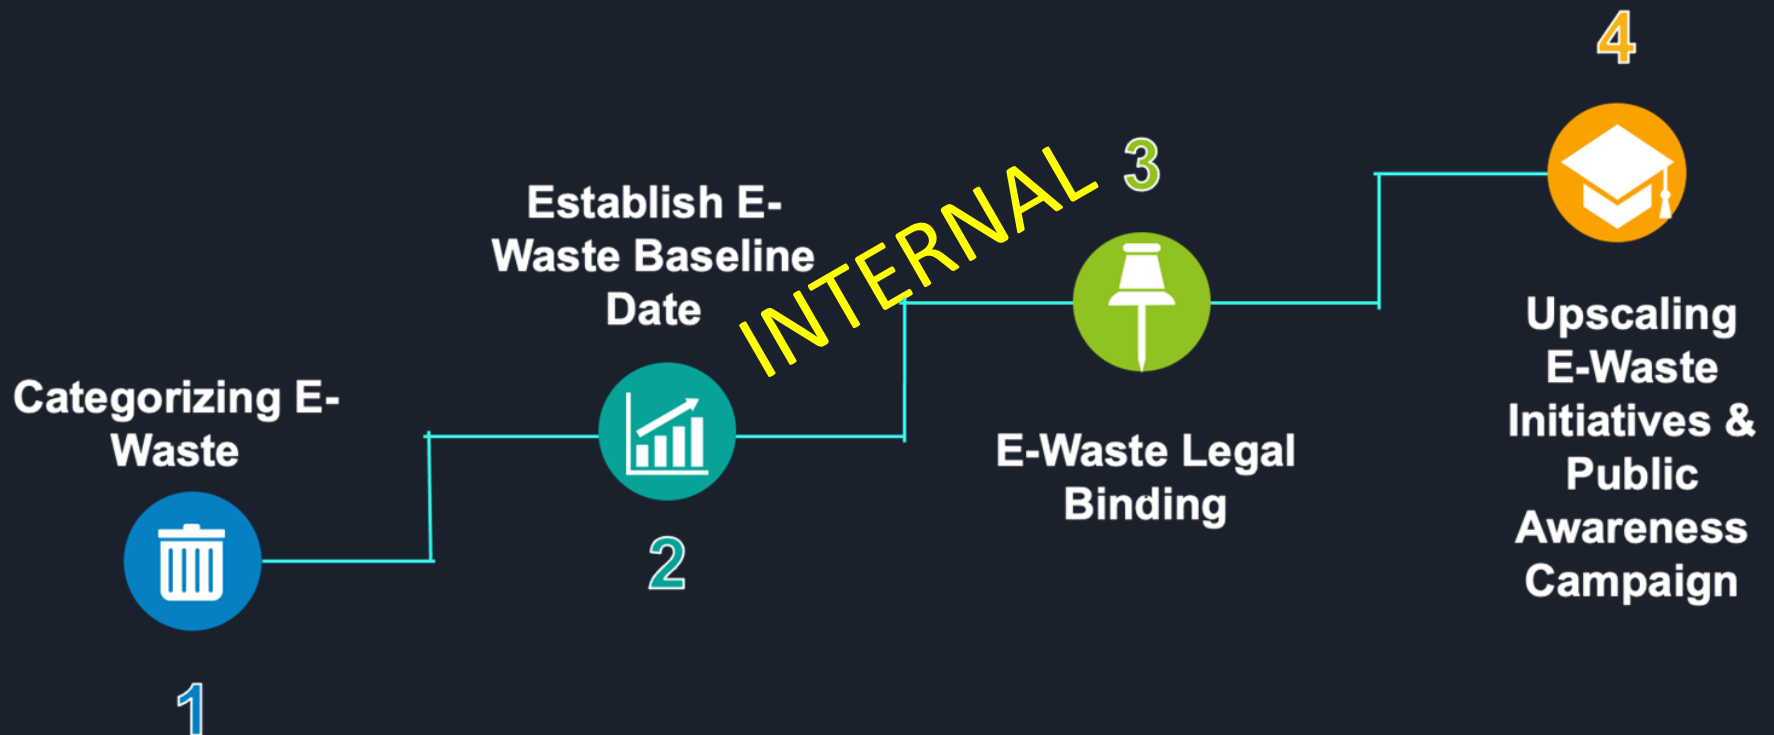 4
3
INTERNAL
Establish E-
Waste Baseline
Date
Categorizing E-
Waste
2
1
E-Waste Legal
Binding
Upscaling
E-Waste
Initiatives &
Public
Awareness
Campaign